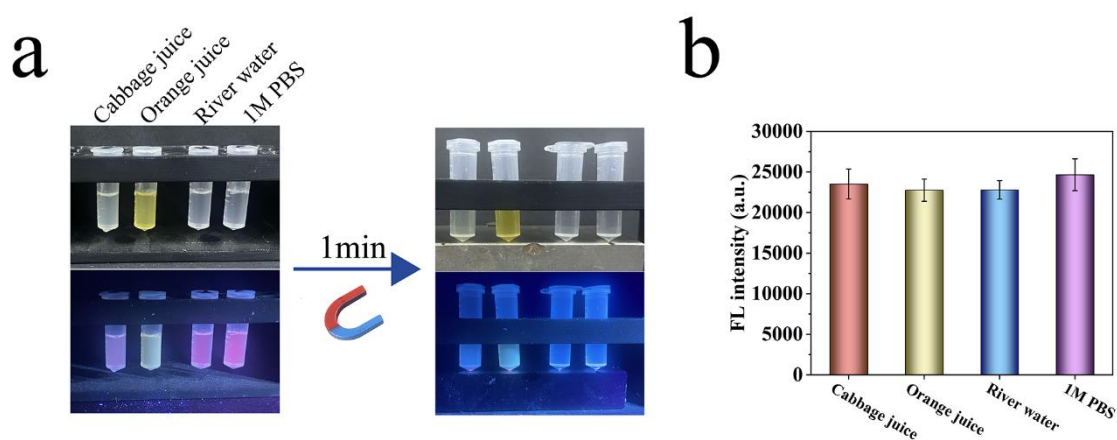 a
Cabbage juice
Orange juice
River water
1M PBS
1min
b
FL intensity (a.u.)
30000
25000
20000
15000
10000
5000
0
Cabbage juice
Orange juice
River water
1M PBS